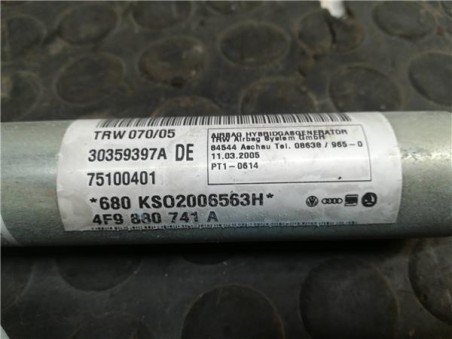 TRW 070/05
30359397A DE
75100401
AIRBAG HYBRIDGASGENERATOR
TRW Airbag System GmbH
84544 Aschau Tel. 08638 / 965-0
11.03.2005
PT1-0614
*680 KSO2006563H*
4F9 880 741 A